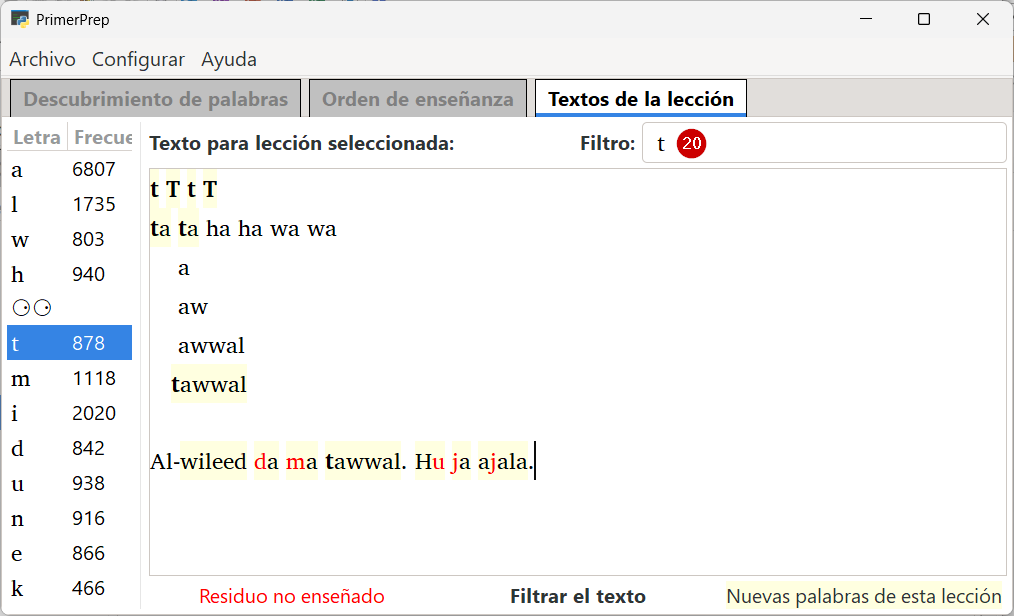 PrimerPrep
Archivo Configurar Ayuda
Descubrimiento de palabras Orden de enseñanza Textos de la lección
Letra Frecue
a 6807
l 1735
w 803
h 940
⚆⚆
t 878
m 1118
i 2020
d 842
u 938
n 916
e 866
k 466
Texto para lección seleccionada: Filtro: t 20
t T t T
ta ta ha ha wa wa
a
aw
awwal
tawwal
Al-wileed da ma tawwal. Hu ja ajala.
Residuo no enseñado Filtrar el texto Nuevas palabras de esta lección